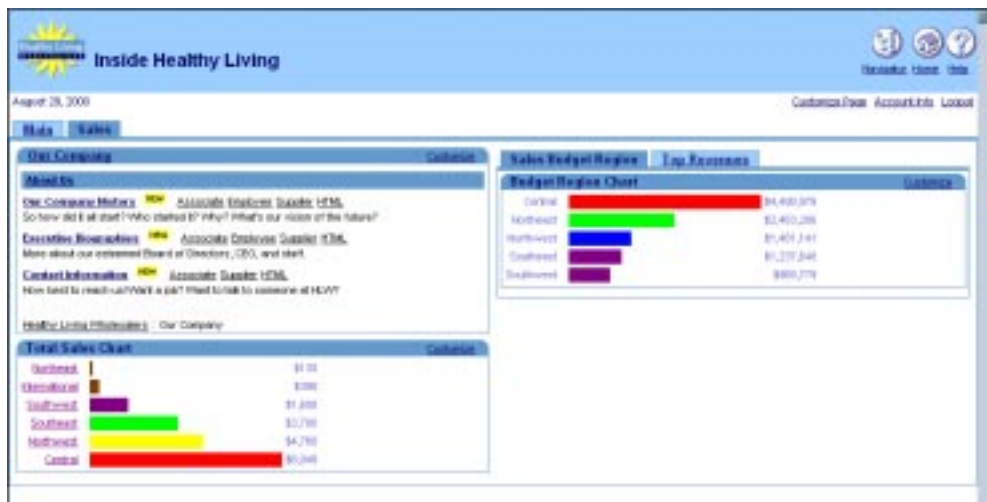 Healthy Living
Inside Healthy Living
Navigator Home Help
August 28, 2000
Customize Page Account Info Logout
Main Sales
Our Company Customize
About Us
Our Company History NEW Associate Employee Supplier HTML
So how did it all start? Who started it? Why? What's our vision of the future?
Executive Biographies NEW Associate Employee Supplier HTML
More about our esteemed Board of Directors, CEO, and start.
Contact Information NEW Associate Supplier HTML
How best to reach us? Want a job? Want to talk to someone at HLW?
Healthy Living Wholesalers Our Company
Total Sales Chart Customize
Northeast
International
Southwest
Southeast
Northwest
Central
Sales Budget Region Top Revenues
Budget Region Chart Customize
Central
Northeast
Northwest
Southeast
Southwest